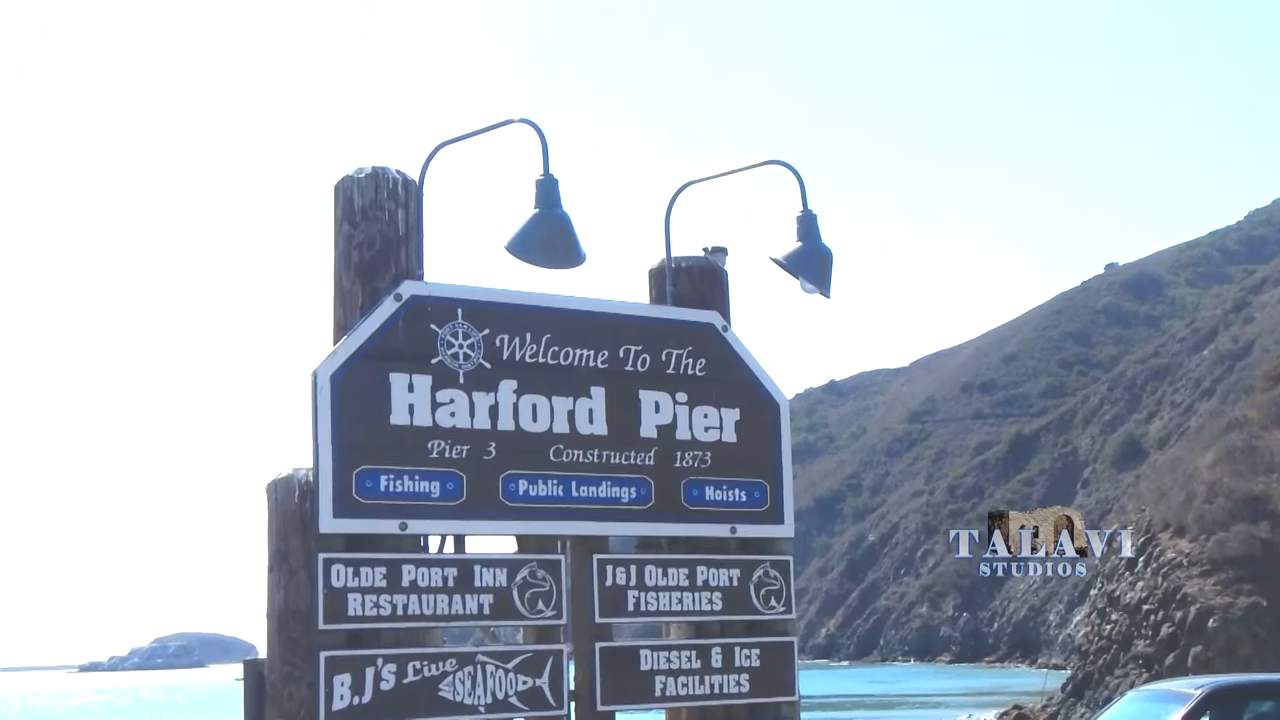 Welcome To The
Harford Pier
Pier 3 Constructed 1873
Fishing Public Landings Hoists
OLDE PORT INN
RESTAURANT
J&J OLDE PORT
FISHERIES
B.J'S Live SEAFOOD
DIESEL & ICE
FACILITIES
TALAVI
STUDIOS